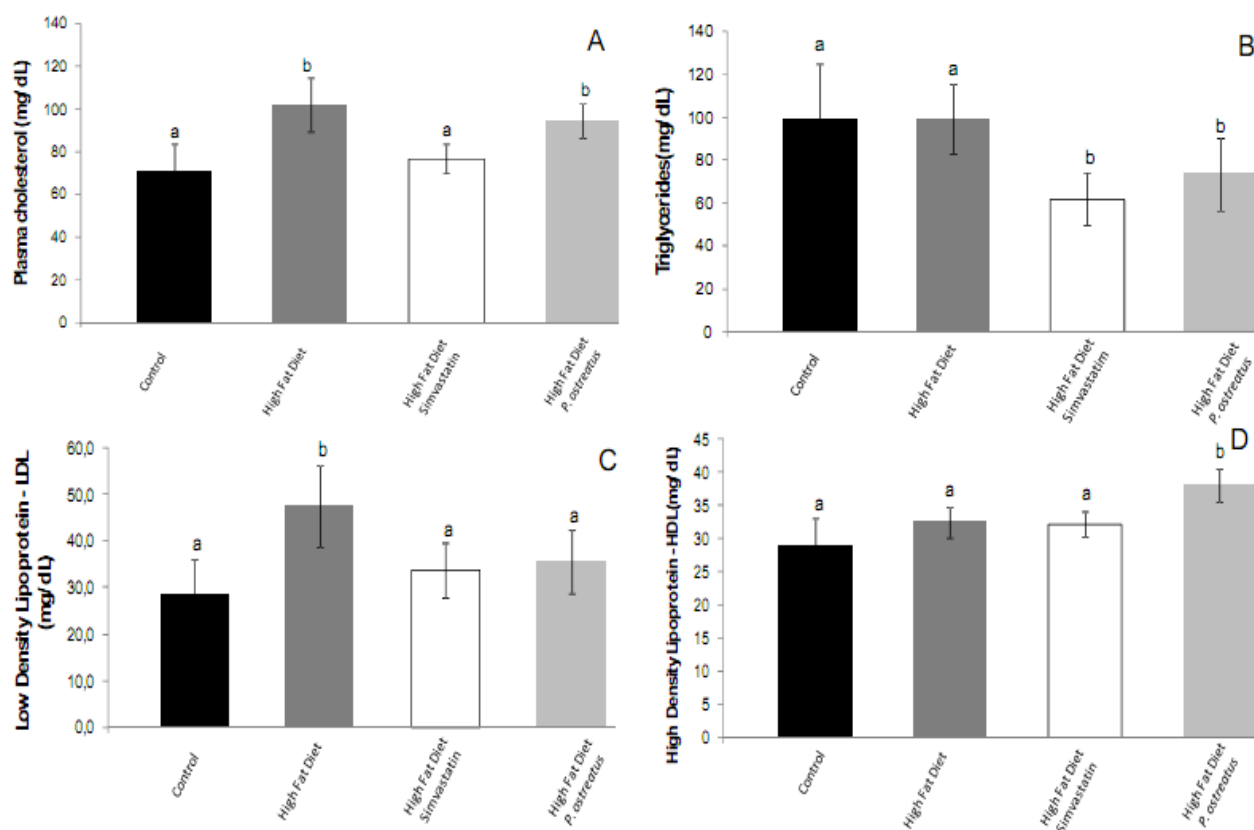 A
Plasma cholesterol (mg/dL)
140
120
100
80
60
40
20
0
a
b
a
b
Control
High Fat Diet
High Fat Diet
Simvastatin
High Fat Diet
P. ostreatus
B
Triglycerides(mg/dL)
140
120
100
80
60
40
20
0
a
a
b
b
Control
High Fat Diet
High Fat Diet
Simvastatim
High Fat Diet
P. ostreatus
C
Low Density Lipoprotein - LDL
(mg/dL)
60,0
50,0
40,0
30,0
20,0
10,0
0,0
a
b
a
a
Control
High Fat Diet
High Fat Diet
Simvastatin
High Fat Diet
P. ostreatus
D
High Density Lipoprotein -HDL(mg/dL)
45
40
35
30
25
20
15
10
5
0
a
a
a
b
Control
High Fat Diet
High Fat Diet
Simvastatin
High Fat Diet
P. ostreatus